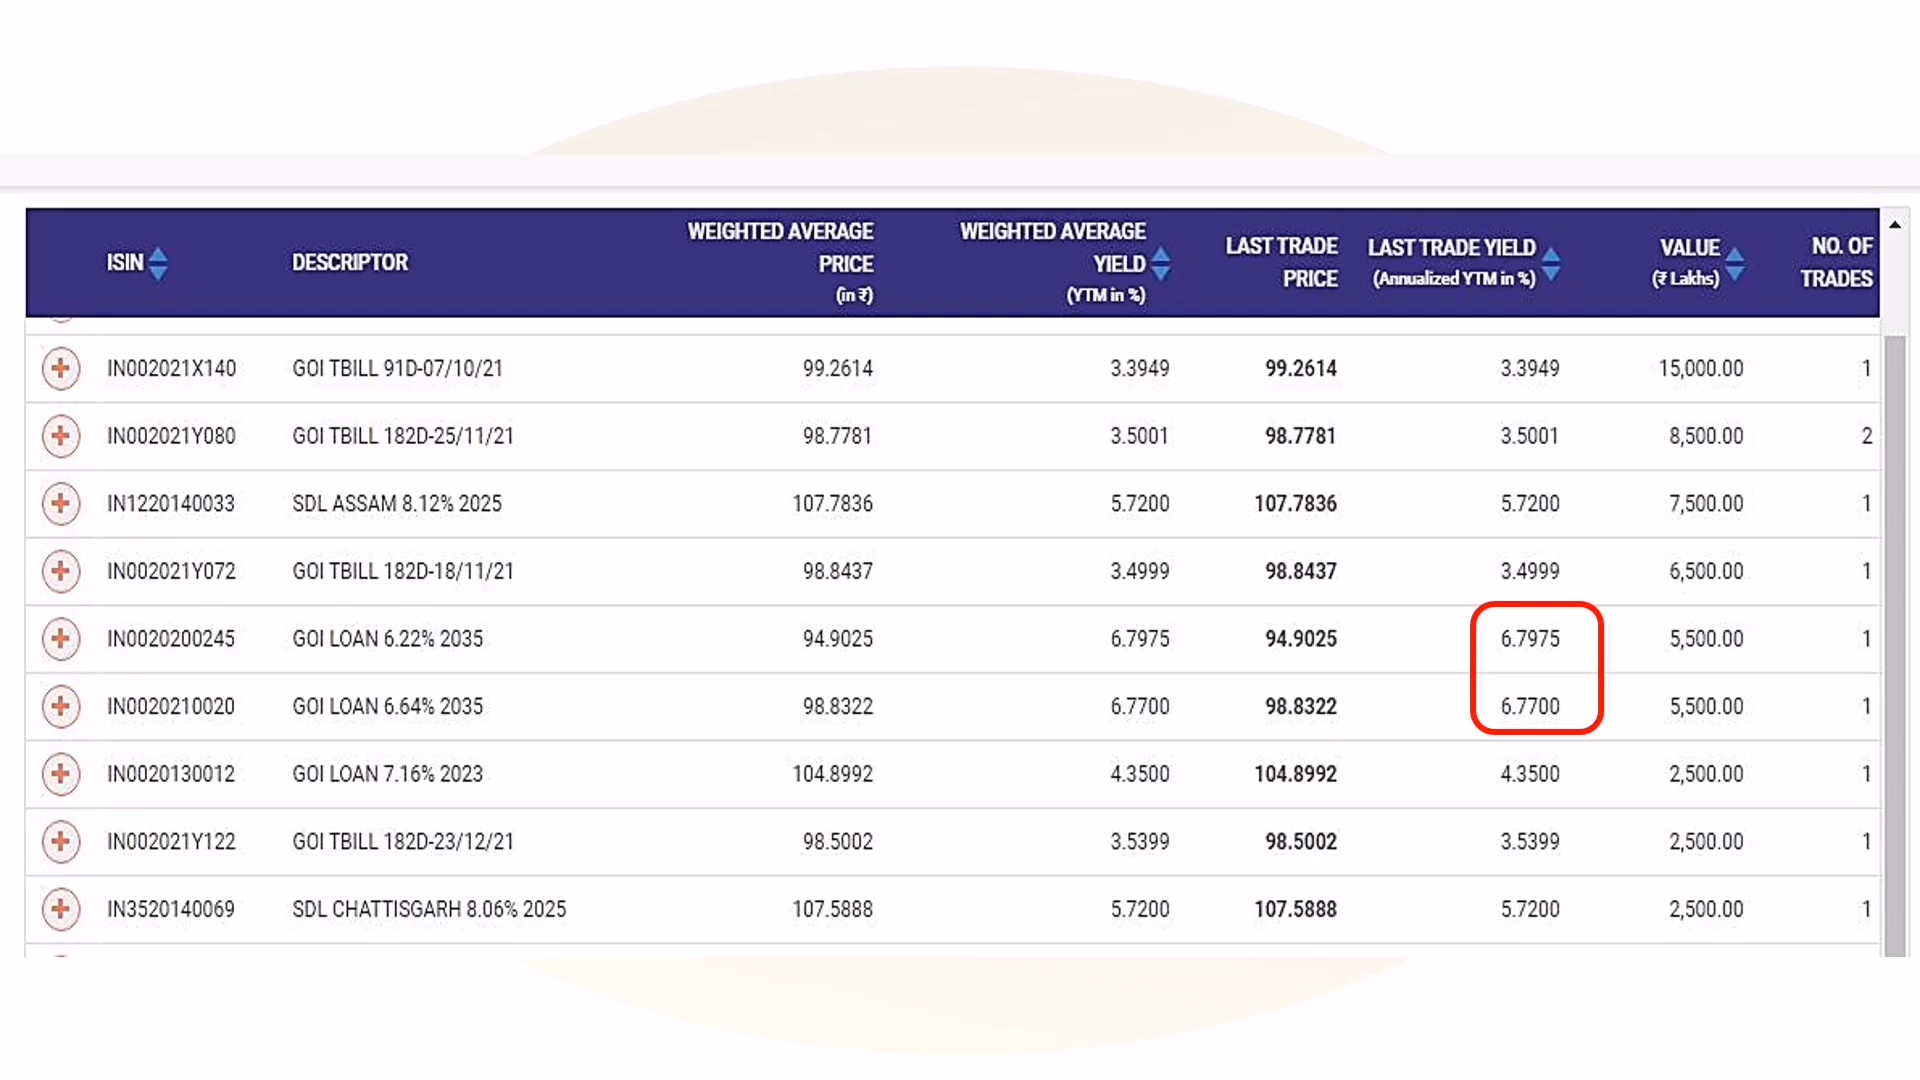 ISIN DESCRIPTOR WEIGHTED AVERAGE PRICE (in ₹) WEIGHTED AVERAGE YIELD (YTM in %) LAST TRADE PRICE LAST TRADE YIELD (Annualized YTM in %) VALUE (₹ Lakhs) NO. OF TRADES
IN002021X140 GOI TBILL 91D-07/10/21 99.2614 3.3949 99.2614 3.3949 15,000.00 1
IN002021Y080 GOI TBILL 182D-25/11/21 98.7781 3.5001 98.7781 3.5001 8,500.00 2
IN1220140033 SDL ASSAM 8.12% 2025 107.7836 5.7200 107.7836 5.7200 7,500.00 1
IN002021Y072 GOI TBILL 182D-18/11/21 98.8437 3.4999 98.8437 3.4999 6,500.00 1
IN0020200245 GOI LOAN 6.22% 2035 94.9025 6.7975 94.9025 6.7975 5,500.00 1
IN0020210020 GOI LOAN 6.64% 2035 98.8322 6.7700 98.8322 6.7700 5,500.00 1
IN0020130012 GOI LOAN 7.16% 2023 104.8992 4.3500 104.8992 4.3500 2,500.00 1
IN002021Y122 GOI TBILL 182D-23/12/21 98.5002 3.5399 98.5002 3.5399 2,500.00 1
IN3520140069 SDL CHATTISGARH 8.06% 2025 107.5888 5.7200 107.5888 5.7200 2,500.00 1